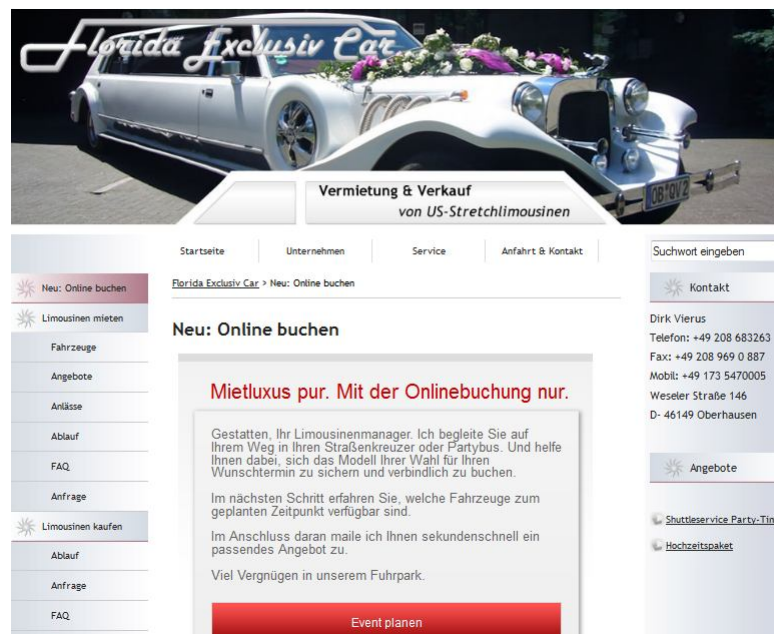 Florida Exclusiv Car
OB QV 2
Vermietung & Verkauf
von US-Stretchlimousinen
Startseite
Unternehmen
Service
Anfahrt & Kontakt
Suchwort eingeben
Neu: Online buchen
Limousinen mieten
Fahrzeuge
Angebote
Anlässe
Ablauf
FAQ
Anfrage
Limousinen kaufen
Ablauf
Anfrage
FAQ
Florida Exclusiv Car > Neu: Online buchen
Neu: Online buchen
Mietluxus pur. Mit der Onlinebuchung nur.
Gestatten, Ihr Limousinenmanager. Ich begleite Sie auf
Ihrem Weg in Ihren Straßenkreuzer oder Partybus. Und helfe
Ihnen dabei, sich das Modell Ihrer Wahl für Ihren
Wunschtermin zu sichern und verbindlich zu buchen.
Im nächsten Schritt erfahren Sie, welche Fahrzeuge zum
geplanten Zeitpunkt verfügbar sind.
Im Anschluss daran maile ich Ihnen sekundenschnell ein
passendes Angebot zu.
Viel Vergnügen in unserem Fuhrpark.
Event planen
Kontakt
Dirk Vierus
Telefon: +49 208 683263
Fax: +49 208 969 0 887
Mobil: +49 173 5470005
Weseler Straße 146
D- 46149 Oberhausen
Angebote
Shuttleservice Party-Tim
Hochzeitspaket